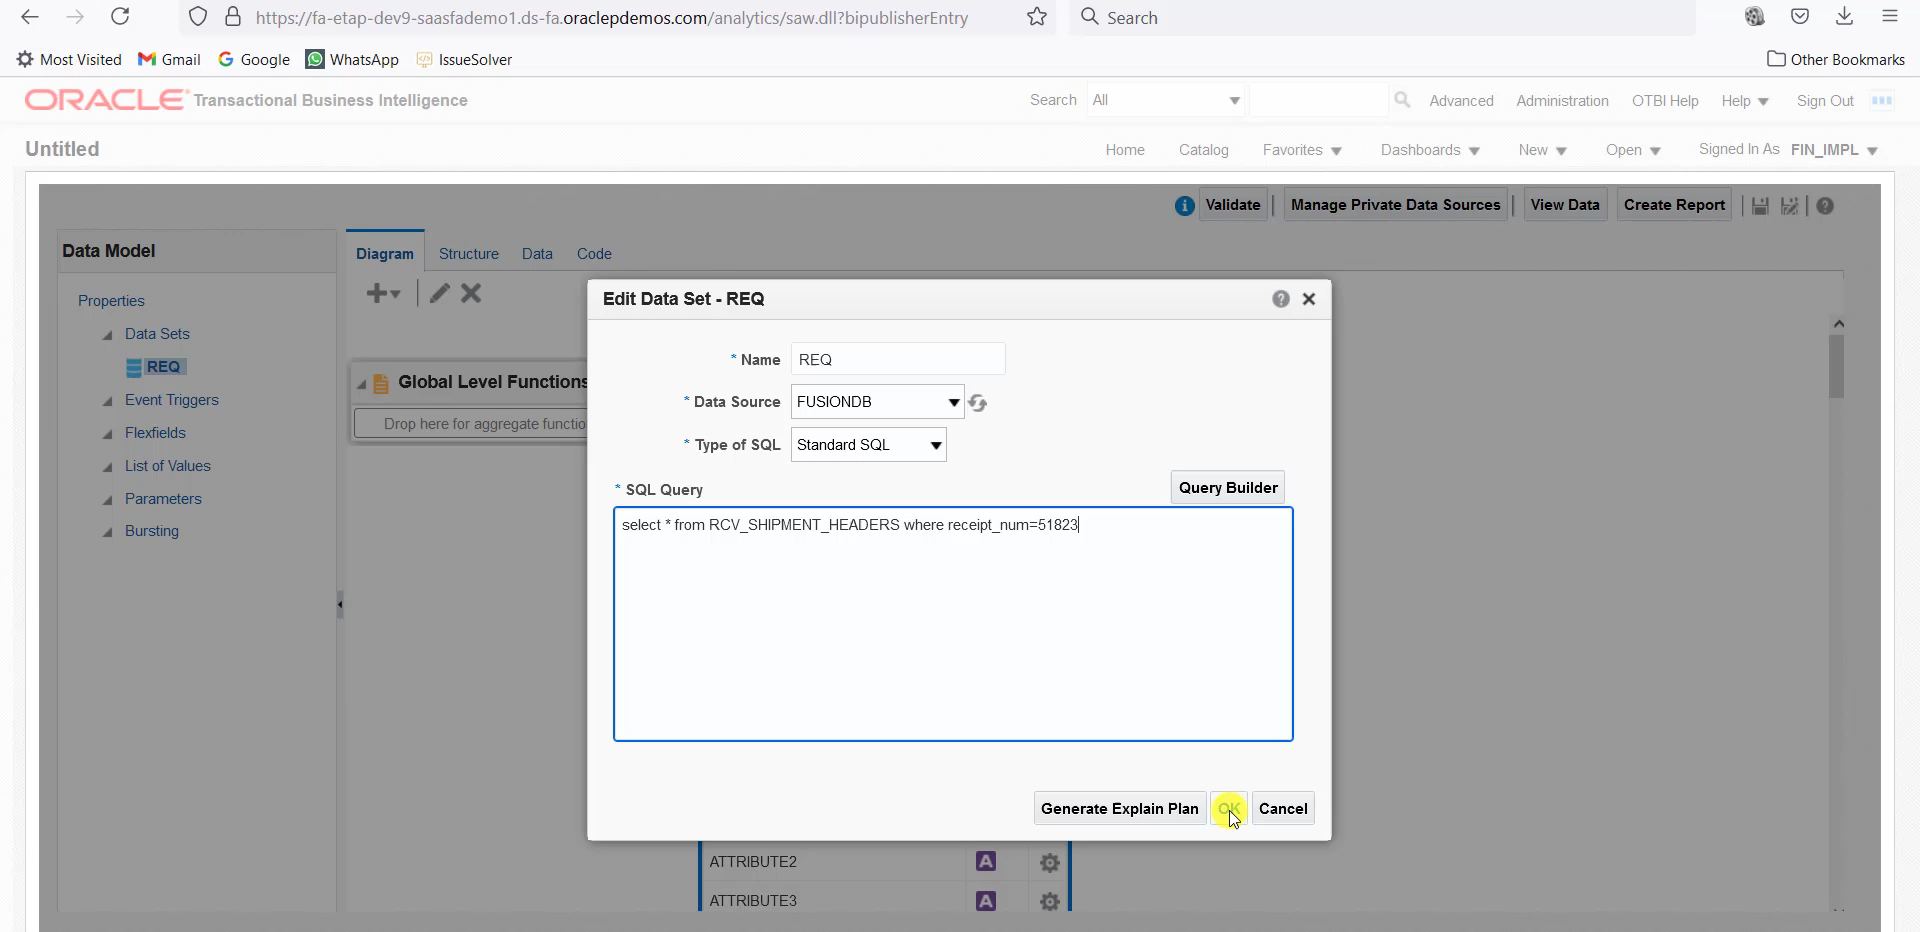 https://fa-etap-dev9-saasfademo1.ds-fa.oraclepdemos.com/analytics/saw.dll?bipublisherEntry
Search
Most Visited
Gmail
Google
WhatsApp
IssueSolver
Other Bookmarks
ORACLE Transactional Business Intelligence
Search All
Advanced
Administration
OTBI Help
Help
Sign Out
Untitled
Home
Catalog
Favorites
Dashboards
New
Open
Signed In As FIN_IMPL
Validate
Manage Private Data Sources
View Data
Create Report
Data Model
Diagram
Structure
Data
Code
Properties
Data Sets
REQ
Event Triggers
Flexfields
List of Values
Parameters
Bursting
Global Level Functions
Drop here for aggregate functio
Edit Data Set - REQ
* Name REQ
* Data Source FUSIONDB
* Type of SQL Standard SQL
* SQL Query
Query Builder
select * from RCV_SHIPMENT_HEADERS where receipt_num=51823
Generate Explain Plan
OK
Cancel
ATTRIBUTE2
A
ATTRIBUTE3
A